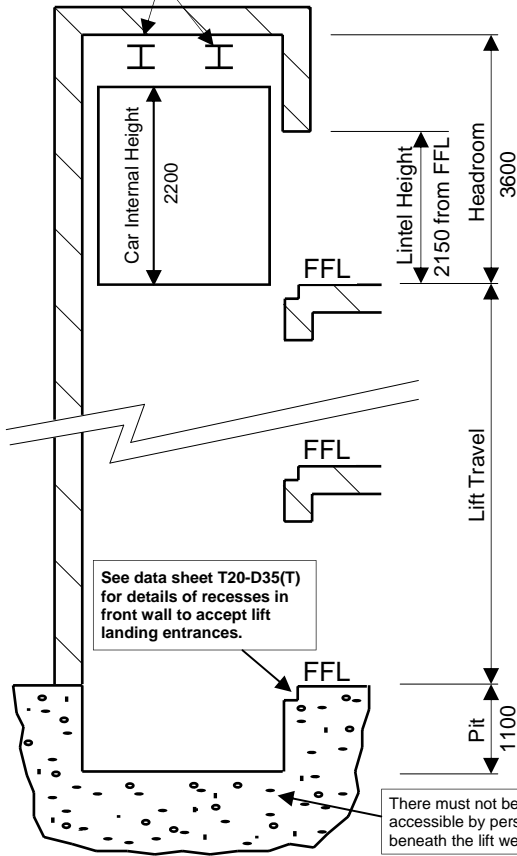 Car Internal Height
2200
Lintel Height
2150 from FFL
Headroom
3600
FFL
FFL
Lift Travel
See data sheet T20-D35(T)
for details of recesses in
front wall to accept lift
landing entrances.
FFL
Pit
1100
There must not be
accessible by pers
beneath the lift we